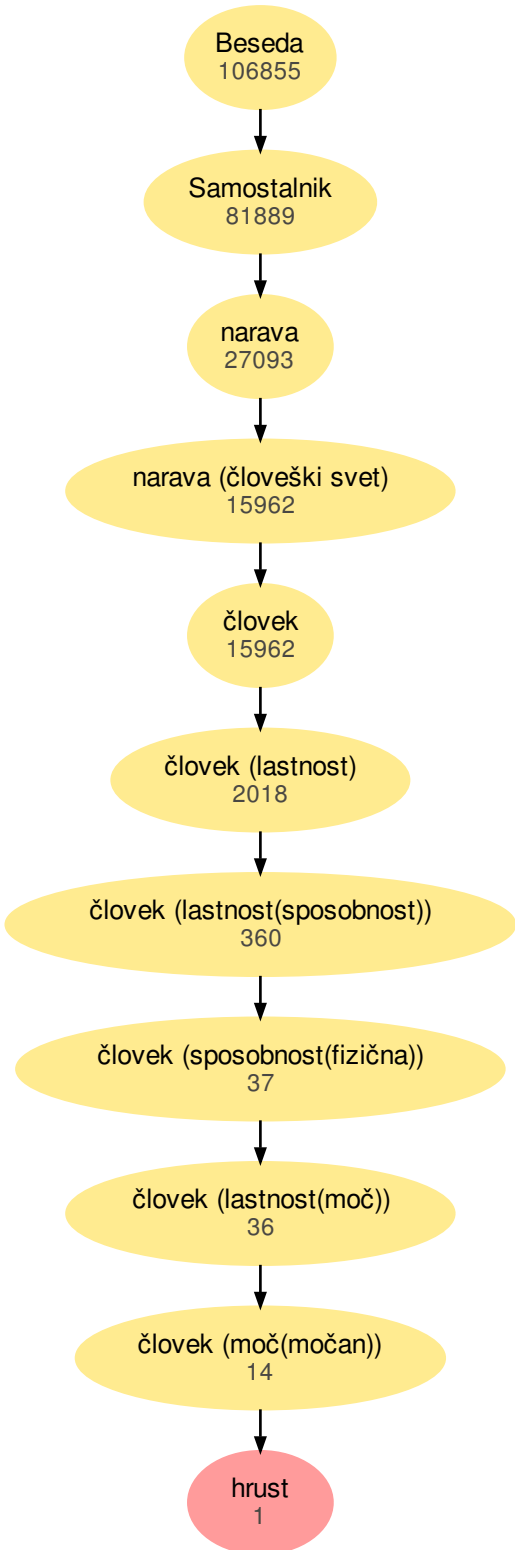 Beseda
106855
Samostalnik
81889
narava
27093
narava (človeški svet)
15962
človek
15962
človek (lastnost)
2018
človek (lastnost(sposobnost))
360
človek (sposobnost(fizična))
37
človek (lastnost(moč))
36
človek (moč(močan))
14
hrust
1